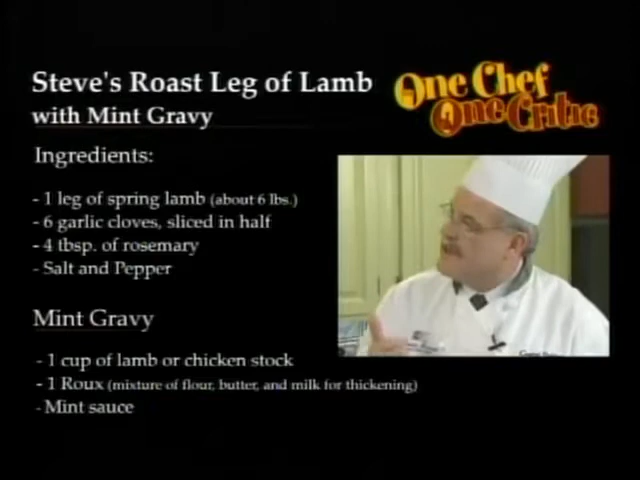 Steve's Roast Leg of Lamb
with Mint Gravy
One Chef
One Critic
Ingredients:
- 1 leg of spring lamb (about 6 lbs.)
- 6 garlic cloves, sliced in half
- 4 tbsp. of rosemary
- Salt and Pepper
Mint Gravy
- 1 cup of lamb or chicken stock
- 1 Roux (mixture of flour, butter, and milk for thickening)
- Mint sauce